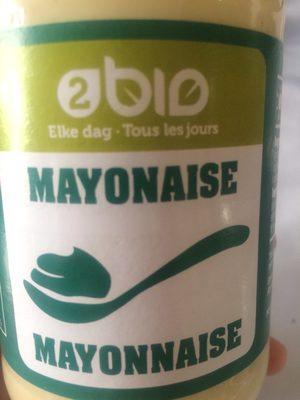 2bio
Elke dag · Tous les jours
MAYONAISE
MAYONNAISE